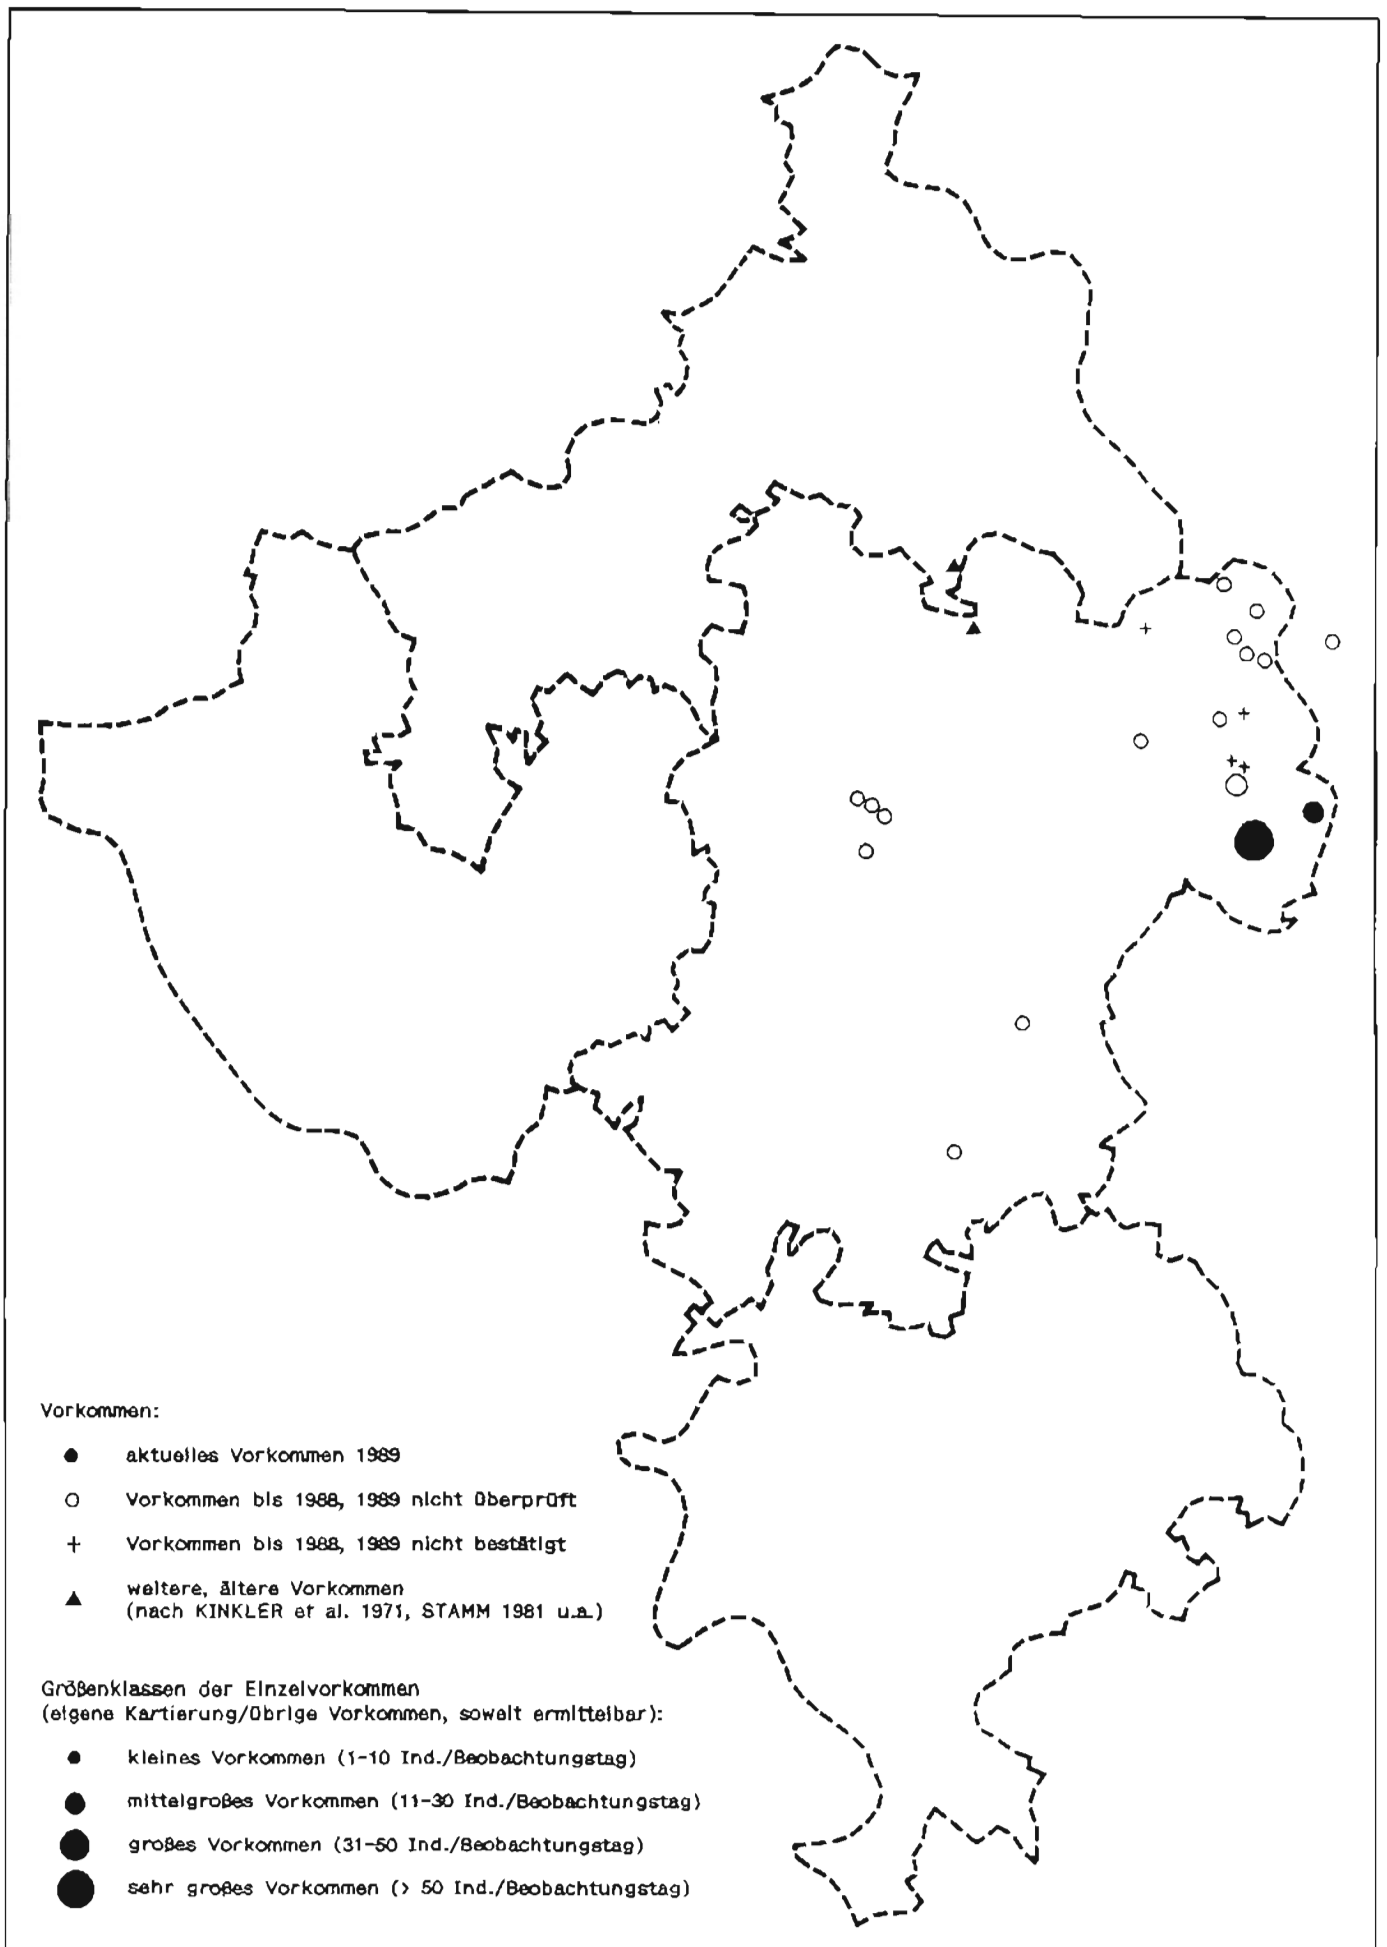 Vorkommen:
aktuelles Vorkommen 1989
Vorkommen bis 1988, 1989 nicht überprüft
Vorkommen bis 1988, 1989 nicht bestätigt
weitere, ältere Vorkommen
(nach KINKLER et al. 1971, STAMM 1981 u.a.)
Größenklassen der Einzelvorkommen
(eigene Kartierung/übrige Vorkommen, soweit ermittelbar):
kleines Vorkommen (1-10 Ind./Beobachtungstag)
mittelgroßes Vorkommen (11-30 Ind./Beobachtungstag)
großes Vorkommen (31-50 Ind./Beobachtungstag)
sehr großes Vorkommen (> 50 Ind./Beobachtungstag)